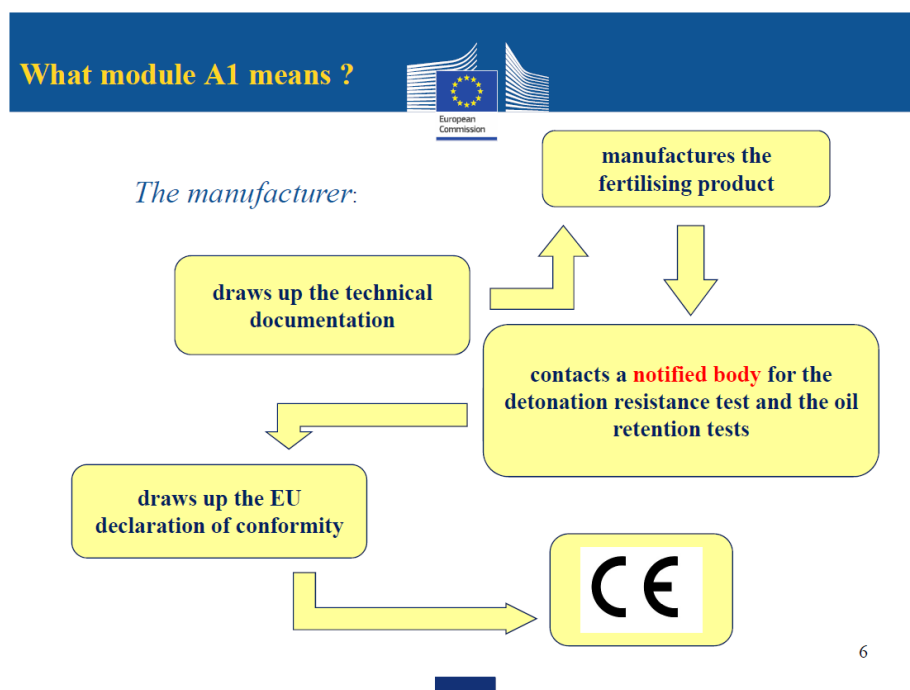 What module A1 means ?
European
Commission
The manufacturer:
draws up the technical
documentation
manufactures the
fertilising product
contacts a notified body for the
detonation resistance test and the oil
retention tests
draws up the EU
declaration of conformity
CE
6